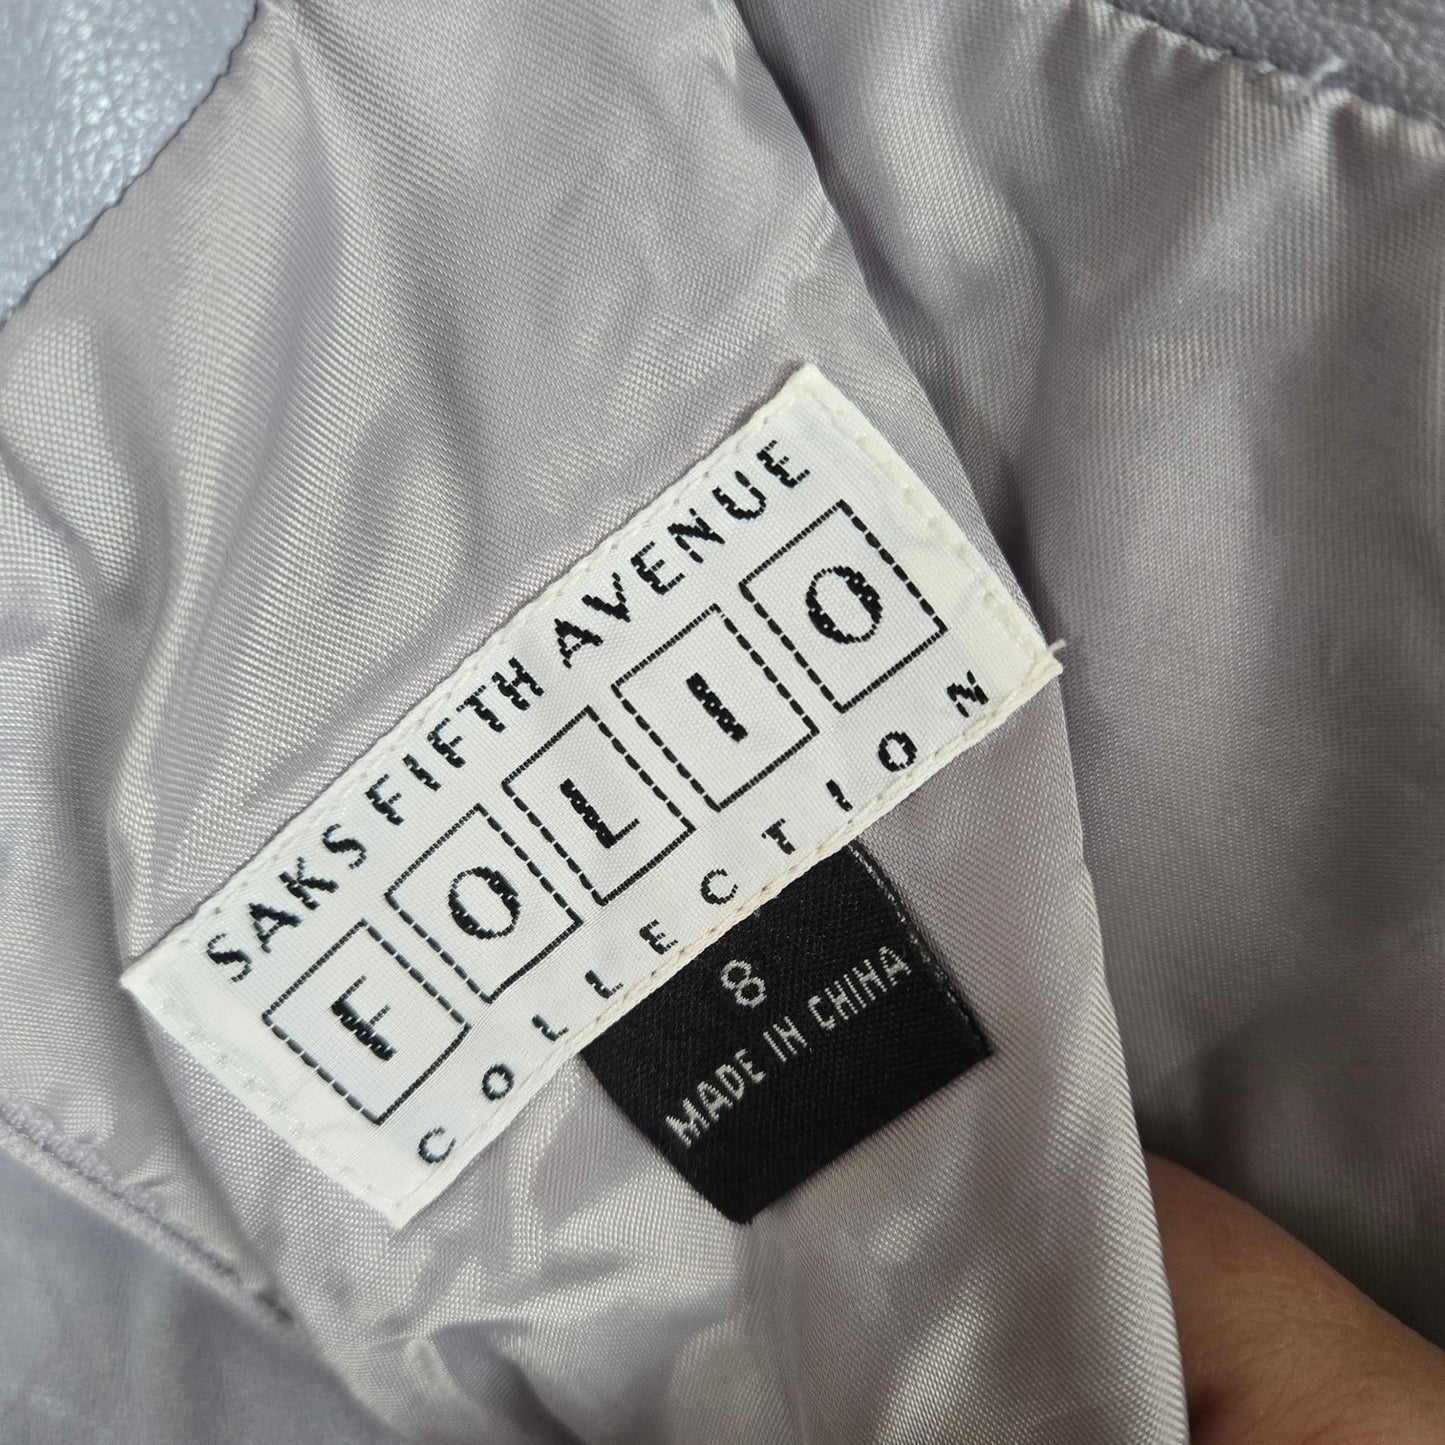 SAKS FIFTH AVENUE
FOLIO
COLLECTION
8
MADE IN CHINA